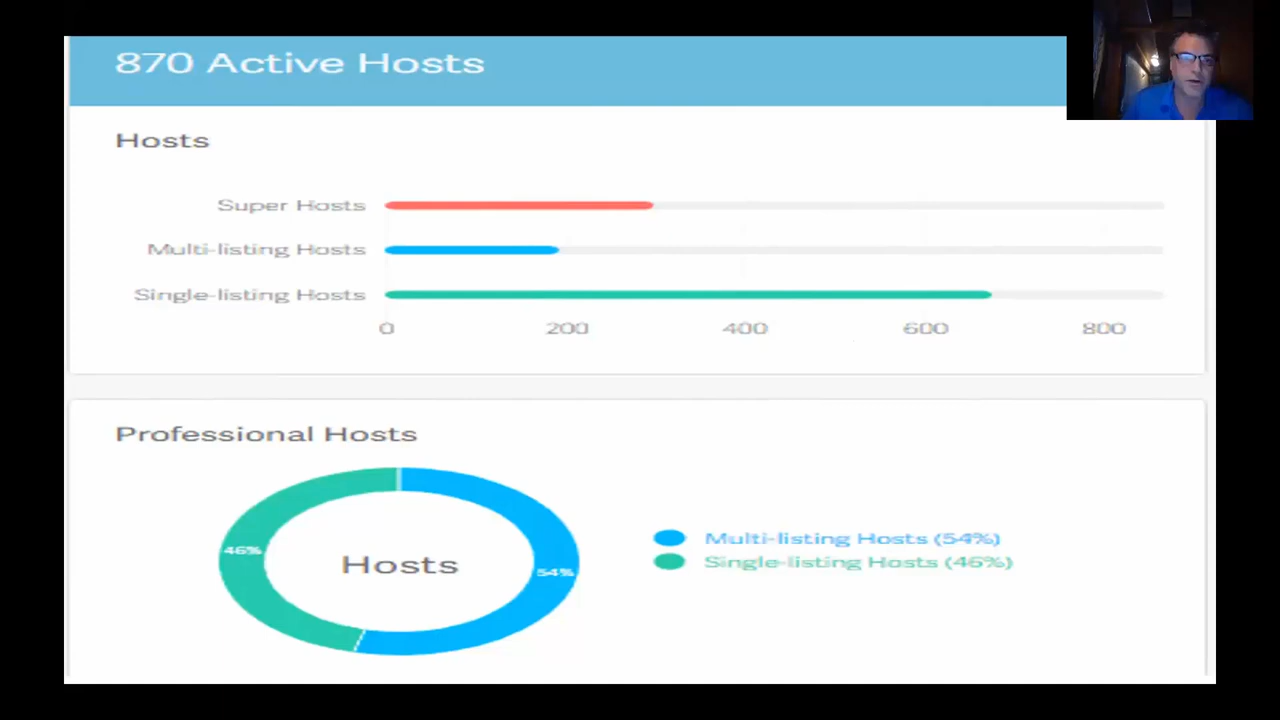 870 Active Hosts
Hosts
Super Hosts
Multi-listing Hosts
Single-listing Hosts
0 200 400 600 800
Professional Hosts
46%
Hosts
54%
Multi-listing Hosts (54%)
Single-listing Hosts (46%)